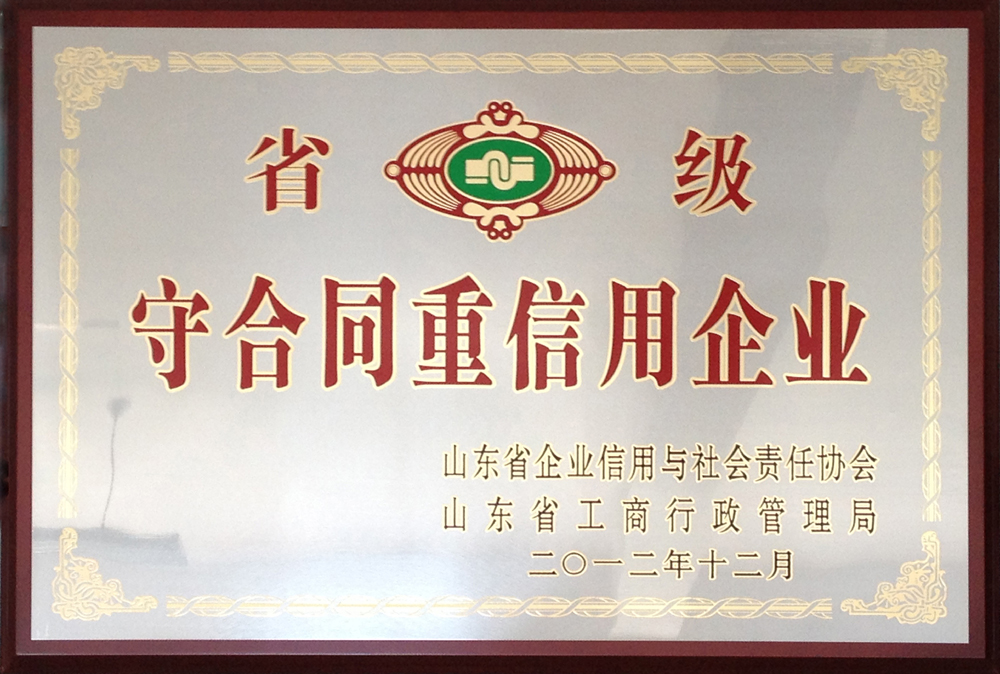 省级
守合同重信用企业
山东省企业信用与社会责任协会
山东省工商行政管理局
二〇一二年十二月